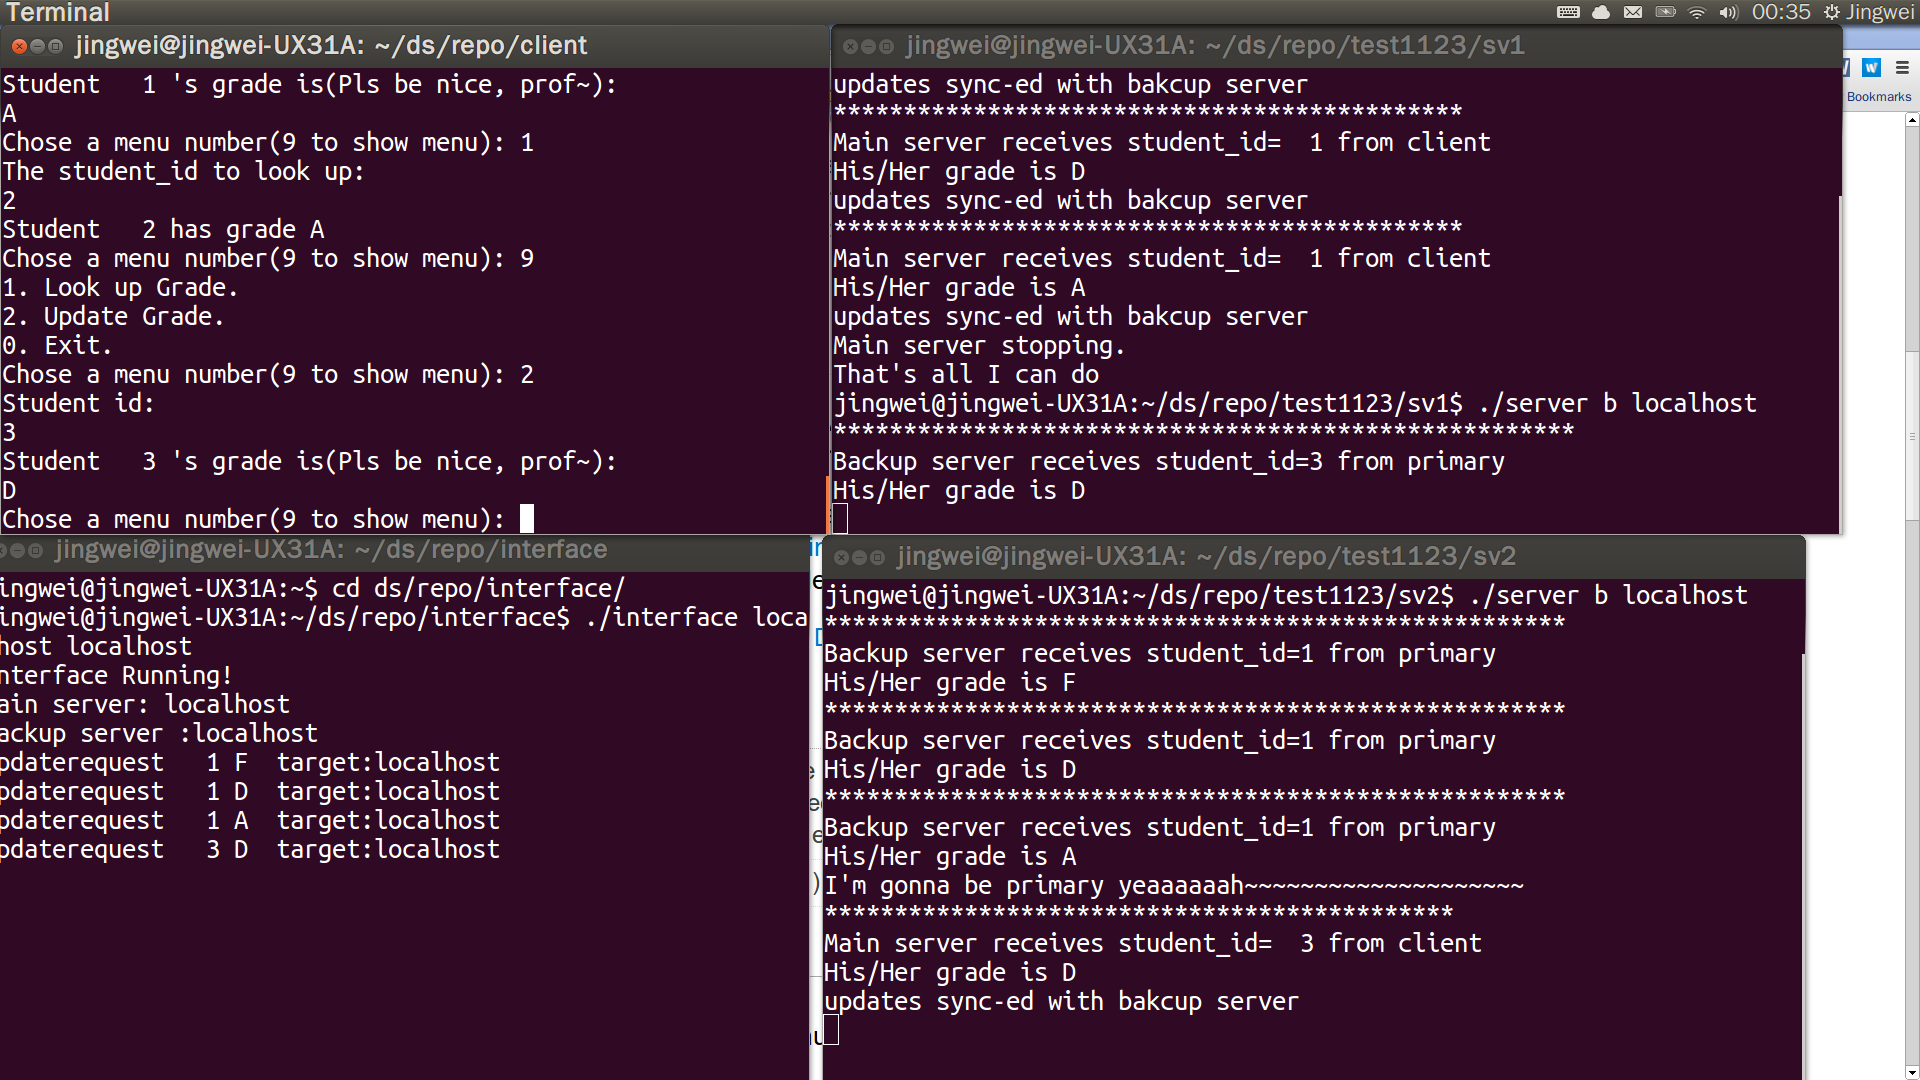 Terminal
00:35 Jingwei
jingwei@jingwei-UX31A: ~/ds/repo/client
Student   1 's grade is(Pls be nice, prof~):
A
Chose a menu number(9 to show menu): 1
The student_id to look up:
2
Student   2 has grade A
Chose a menu number(9 to show menu): 9
1. Look up Grade.
2. Update Grade.
0. Exit.
Chose a menu number(9 to show menu): 2
Student id:
3
Student   3 's grade is(Pls be nice, prof~):
D
Chose a menu number(9 to show menu):
jingwei@jingwei-UX31A: ~/ds/repo/test1123/sv1
updates sync-ed with bakcup server
*********************************************
Main server receives student_id=  1 from client
His/Her grade is D
updates sync-ed with bakcup server
*********************************************
Main server receives student_id=  1 from client
His/Her grade is A
updates sync-ed with bakcup server
Main server stopping.
That's all I can do
jingwei@jingwei-UX31A:~/ds/repo/test1123/sv1$ ./server b localhost
*****************************************************
Backup server receives student_id=3 from primary
His/Her grade is D
Bookmarks
jingwei@jingwei-UX31A: ~/ds/repo/interface
ingwei@jingwei-UX31A:~$ cd ds/repo/interface/
ingwei@jingwei-UX31A:~/ds/repo/interface$ ./interface loca
host localhost
nterface Running!
ain server: localhost
ackup server :localhost
pdaterequest   1 F  target:localhost
pdaterequest   1 D  target:localhost
pdaterequest   1 A  target:localhost
pdaterequest   3 D  target:localhost
jingwei@jingwei-UX31A: ~/ds/repo/test1123/sv2
jingwei@jingwei-UX31A:~/ds/repo/test1123/sv2$ ./server b localhost
*****************************************************
Backup server receives student_id=1 from primary
His/Her grade is F
*****************************************************
Backup server receives student_id=1 from primary
His/Her grade is D
*****************************************************
Backup server receives student_id=1 from primary
His/Her grade is A
I'm gonna be primary yeaaaaaah~~~~~~~~~~~~~~~~~~~~
*********************************************
Main server receives student_id=  3 from client
His/Her grade is D
updates sync-ed with bakcup server